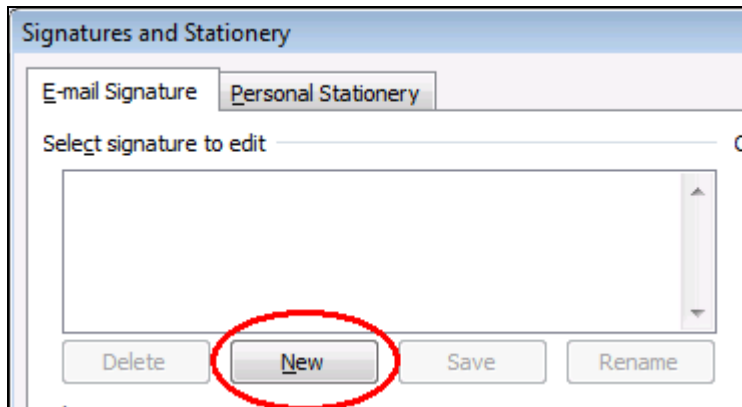 Signatures and Stationery
E-mail Signature Personal Stationery
Select signature to edit
Delete New Save Rename